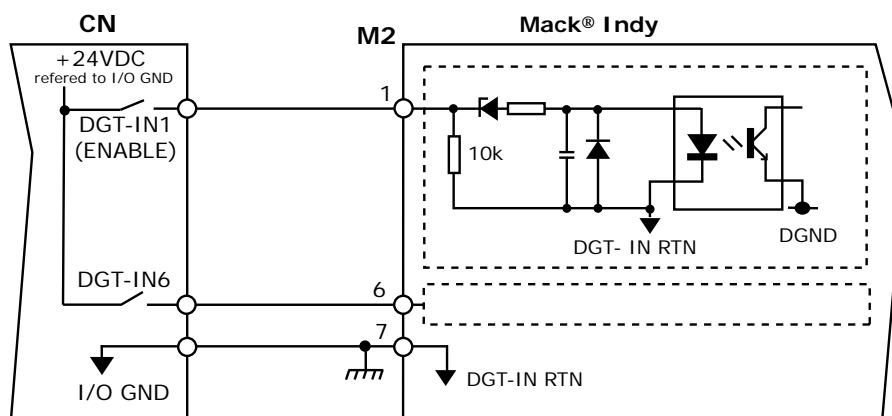 CN
M2
Mack® Indy
+24VDC
refered to I/O GND
1
DGT-IN1
(ENABLE)
10k
DGT- IN RTN
DGND
DGT-IN6
6
7
I/O GND
DGT-IN RTN